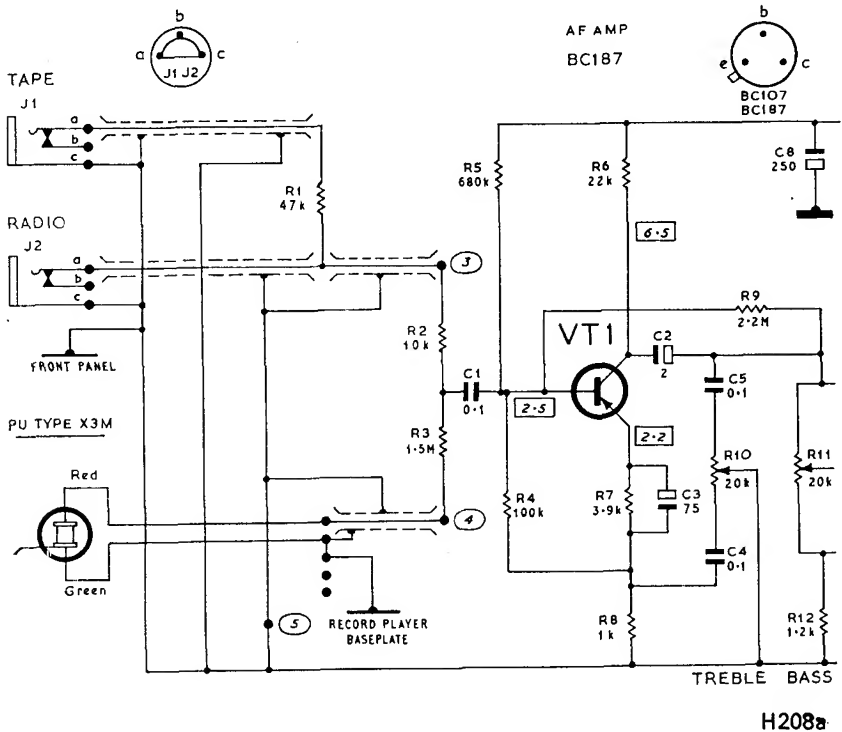 b
a
c
J1 J2
AF AMP
BC187
b
e
c
BC107
BC187
TAPE
J1
a
b
c
R1
47k
R5
680k
R6
22k
C8
250
RADIO
J2
a
b
c
3
6·5
R9
2·2M
FRONT PANEL
R2
10k
VT1
C2
2
C1
0·1
2·5
C5
0·1
PU TYPE X3M
R3
1·5M
2·2
Red
R4
100k
R7
3·9k
C3
75
R10
20k
R11
20k
4
Green
C4
0·1
5
RECORD PLAYER
BASEPLATE
R8
1k
R12
1·2k
TREBLE
BASS
H208a